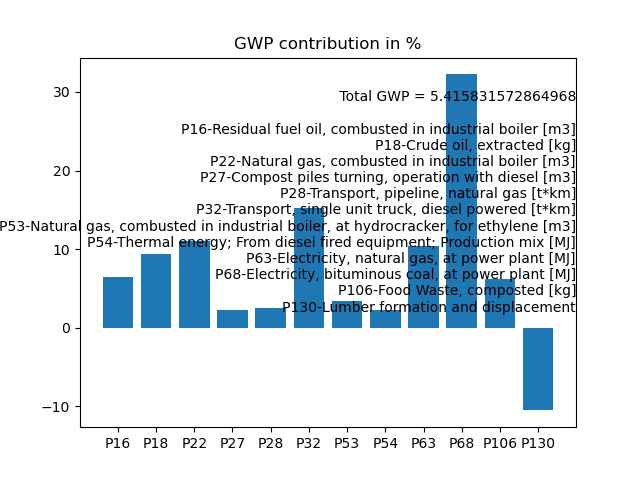 GWP contribution in %
30
20
10
0
−10
Total GWP = 5.415831572864968
P16-Residual fuel oil, combusted in industrial boiler [m3]
P18-Crude oil, extracted [kg]
P22-Natural gas, combusted in industrial boiler [m3]
P27-Compost piles turning, operation with diesel [m3]
P28-Transport, pipeline, natural gas [t*km]
P32-Transport, single unit truck, diesel powered [t*km]
P53-Natural gas, combusted in industrial boiler, at hydrocracker, for ethylene [m3]
P54-Thermal energy; From diesel fired equipment; Production mix [MJ]
P63-Electricity, natural gas, at power plant [MJ]
P68-Electricity, bituminous coal, at power plant [MJ]
P106-Food Waste, composted [kg]
P130-Lumber formation and displacement
P16 P18 P22 P27 P28 P32 P53 P54 P63 P68 P106 P130